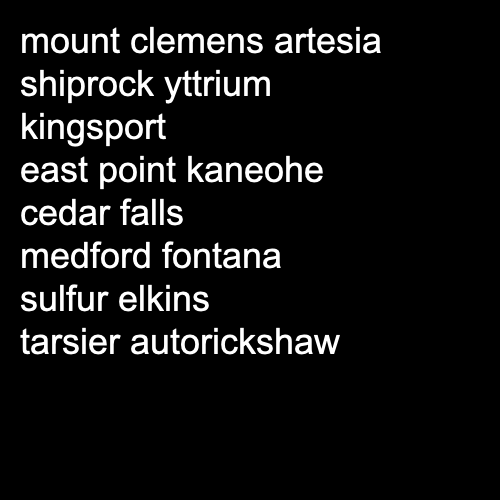 mount clemens artesia
shiprock yttrium
kingsport
east point kaneohe
cedar falls
medford fontana
sulfur elkins
tarsier autorickshaw